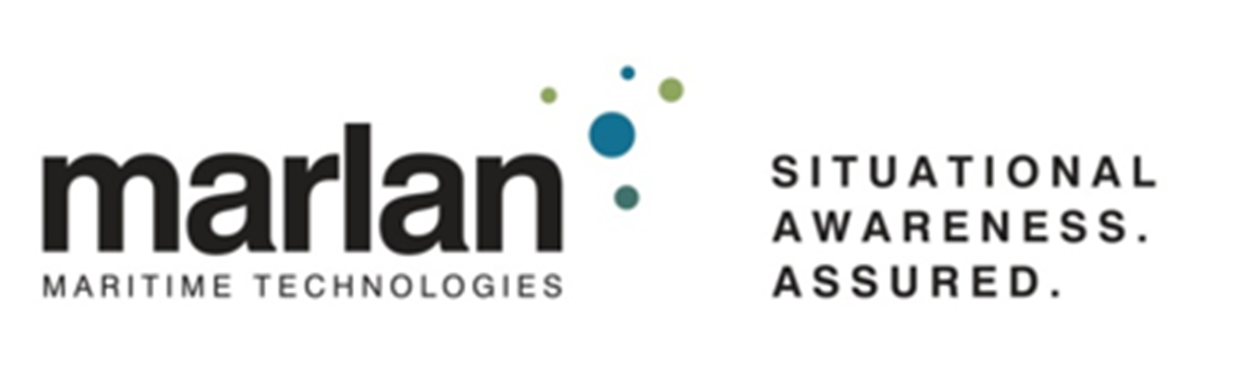 marlan
MARITIME TECHNOLOGIES
SITUATIONAL
AWARENESS.
ASSURED.